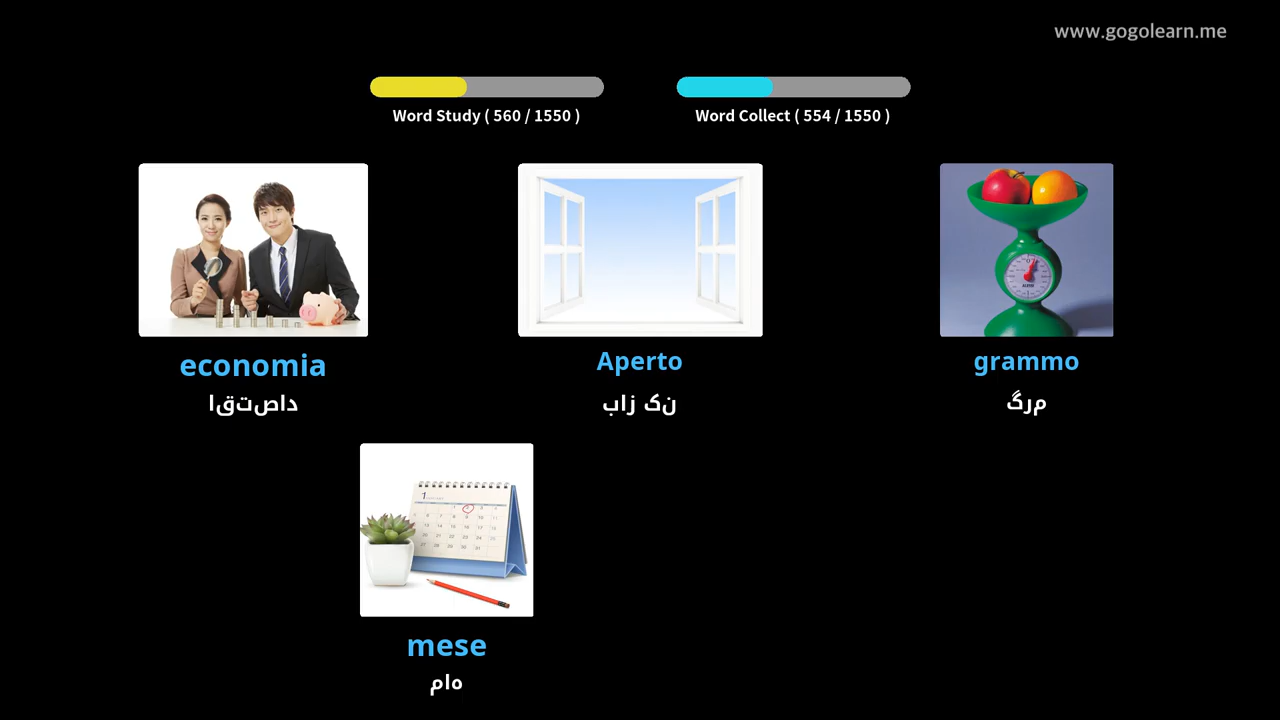 www.gogolearn.me
Word Study ( 560 / 1550 )
Word Collect ( 554 / 1550 )
economia
داصتقا
Aperto
نک زاب
grammo
مرگ
mese
هام